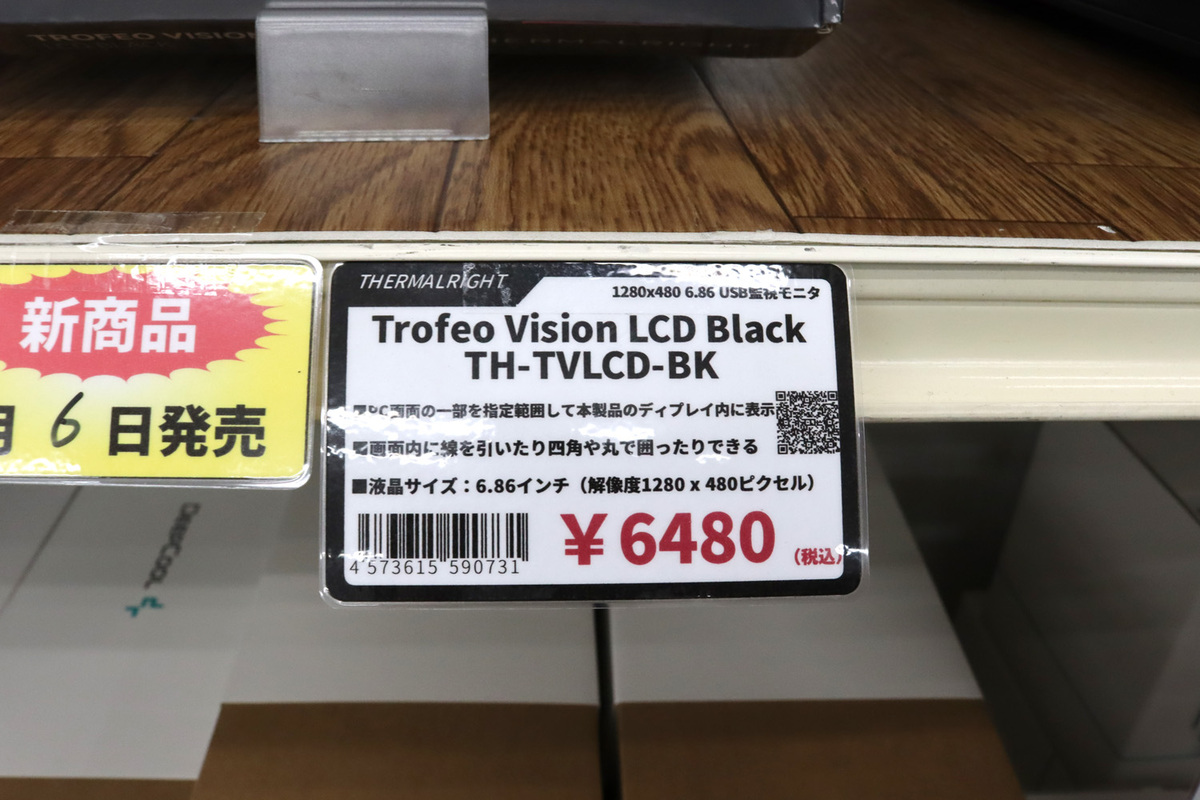 TROFEO VISION
THERMALRIGHT
新商品
月6日発売
THERMALRIGHT
1280x480 6.86 USB監視モニタ
Trofeo Vision LCD Black
TH-TVLCD-BK
■PC画面の一部を指定範囲して本製品のディプレイ内に表示
■画面内に線を引いたり四角や丸で囲ったりできる
■液晶サイズ：6.86インチ（解像度1280 x 480ピクセル）
¥6480 (税込)
4 573615 590731
DEEPCOOL